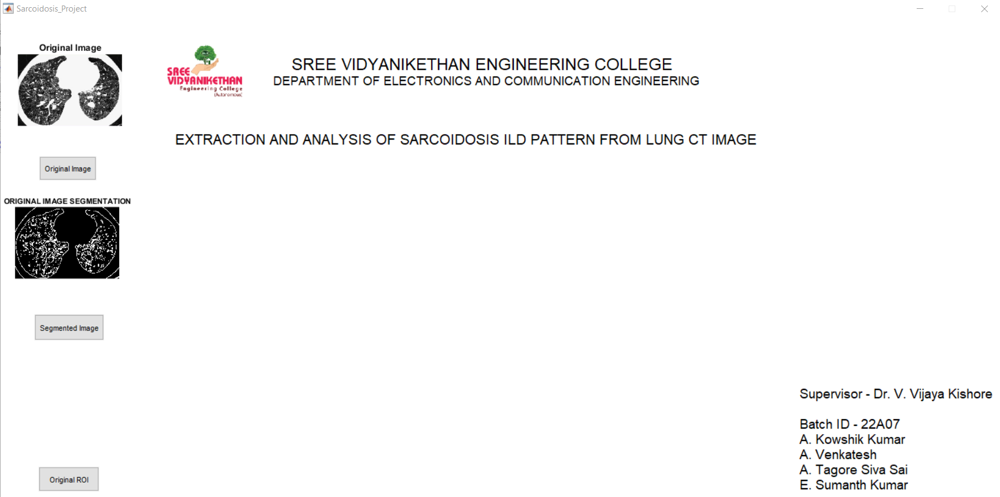 Sarcoidosis_Project
Original Image
SREE
VIDYANIKETHAN
Engineering College
(Autonomous)
SREE VIDYANIKETHAN ENGINEERING COLLEGE
DEPARTMENT OF ELECTRONICS AND COMMUNICATION ENGINEERING
EXTRACTION AND ANALYSIS OF SARCOIDOSIS ILD PATTERN FROM LUNG CT IMAGE
Original Image
ORIGINAL IMAGE SEGMENTATION
Segmented Image
Original ROI
Supervisor - Dr. V. Vijaya Kishore
Batch ID - 22A07
A. Kowshik Kumar
A. Venkatesh
A. Tagore Siva Sai
E. Sumanth Kumar